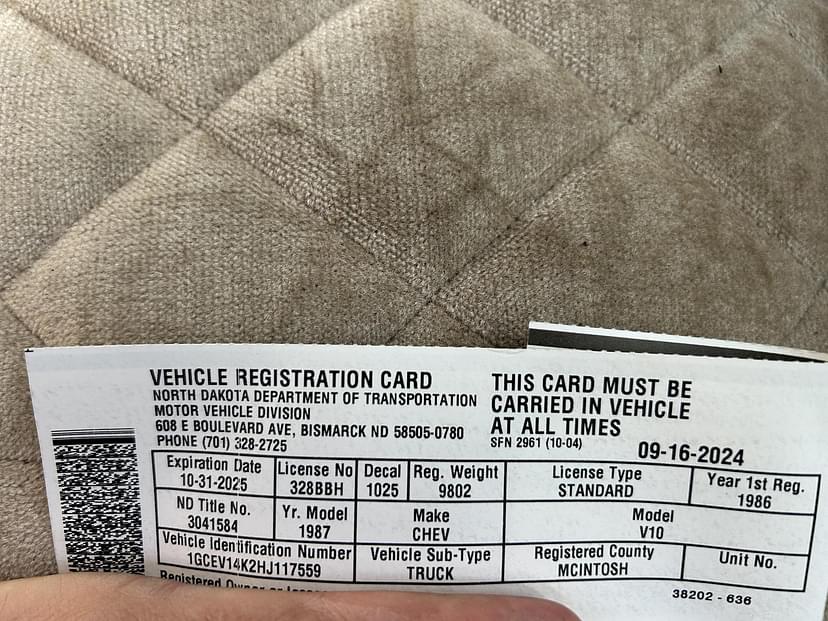 VEHICLE REGISTRATION CARD
NORTH DAKOTA DEPARTMENT OF TRANSPORTATION
MOTOR VEHICLE DIVISION
608 E BOULEVARD AVE, BISMARCK ND 58505-0780
PHONE (701) 328-2725
THIS CARD MUST BE
CARRIED IN VEHICLE
AT ALL TIMES
SFN 2961 (10-04)
09-16-2024
Expiration Date
10-31-2025
License No
328BBH
Decal
1025
Reg. Weight
9802
License Type
STANDARD
Year 1st Reg.
1986
ND Title No.
3041584
Yr. Model
1987
Make
CHEV
Model
V10
Vehicle Identification Number
1GCEV14K2HJ117559
Vehicle Sub-Type
TRUCK
Registered County
MCINTOSH
Unit No.
Registered Owner or
38202 - 636